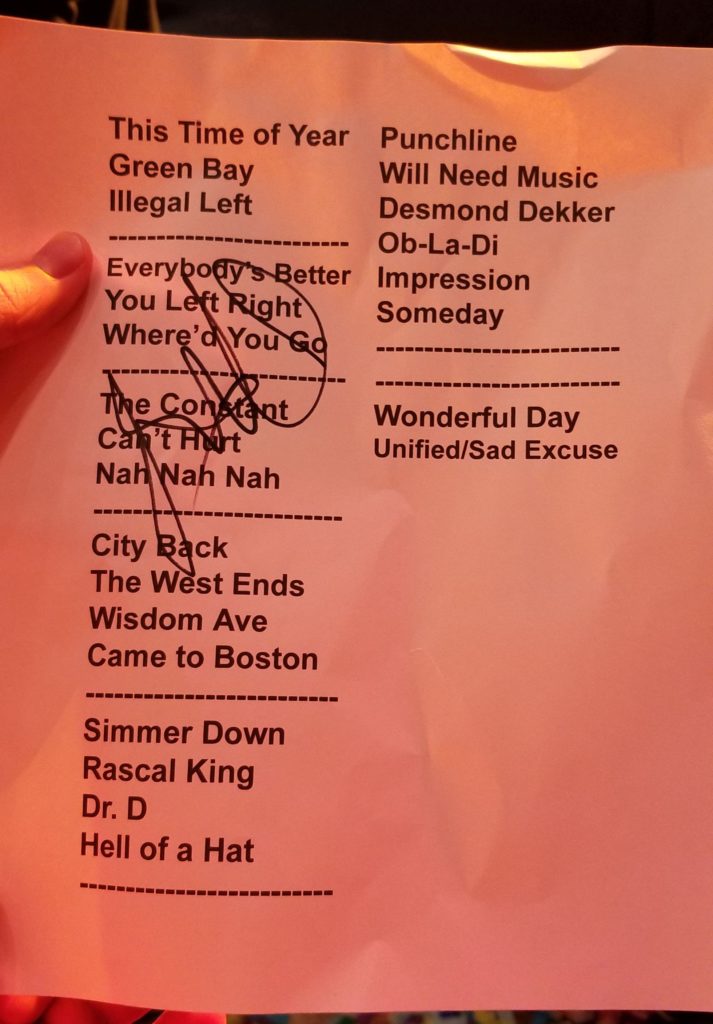 This Time of Year
Green Bay
Illegal Left
-------------------------
Everybody's Better
You Left Right
Where'd You Go
-------------------------
The Constant
Can't Hurt
Nah Nah Nah
-------------------------
City Back
The West Ends
Wisdom Ave
Came to Boston
-------------------------
Simmer Down
Rascal King
Dr. D
Hell of a Hat
-------------------------
Punchline
Will Need Music
Desmond Dekker
Ob-La-Di
Impression
Someday
-------------------------
-------------------------
Wonderful Day
Unified/Sad Excuse